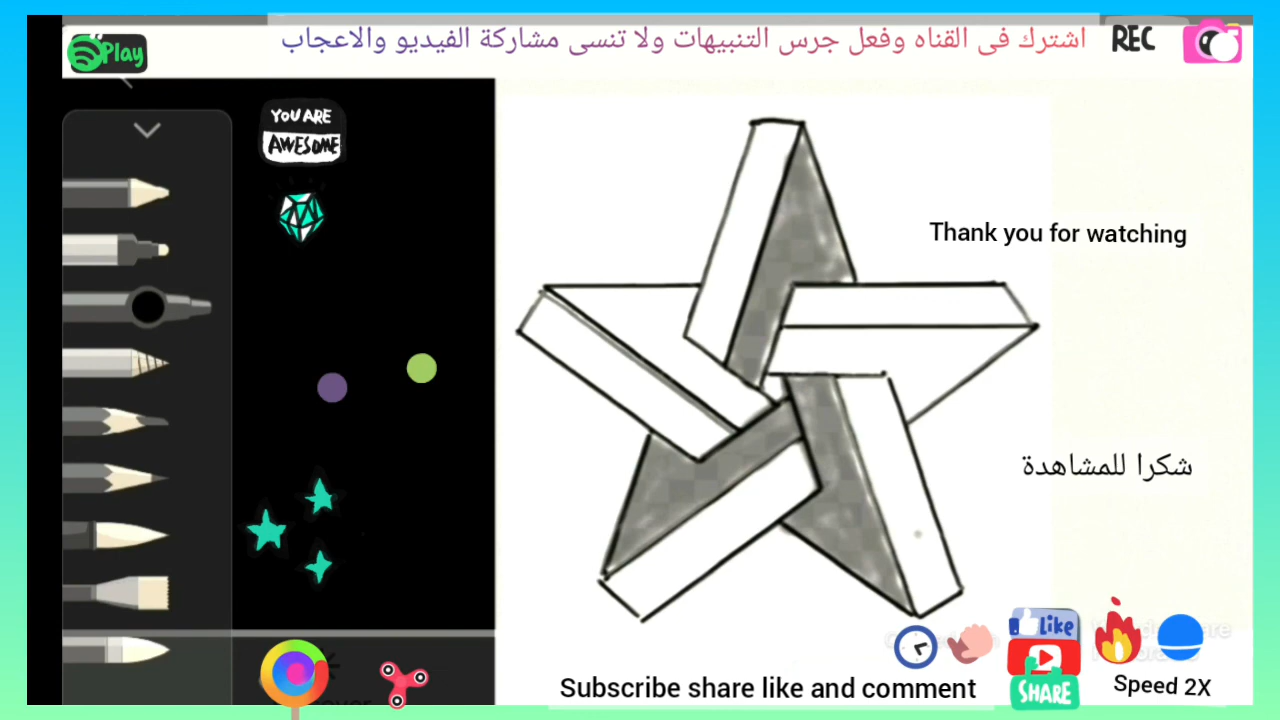 Play
اشترك فى القناه وفعل جرس التنبيهات ولا تنسى مشاركة الفيديو والاعجاب
REC
YOU ARE
AWESOME
Thank you for watching
شكرا للمشاهدة
Like
SHARE
Subscribe share like and comment
Speed 2X